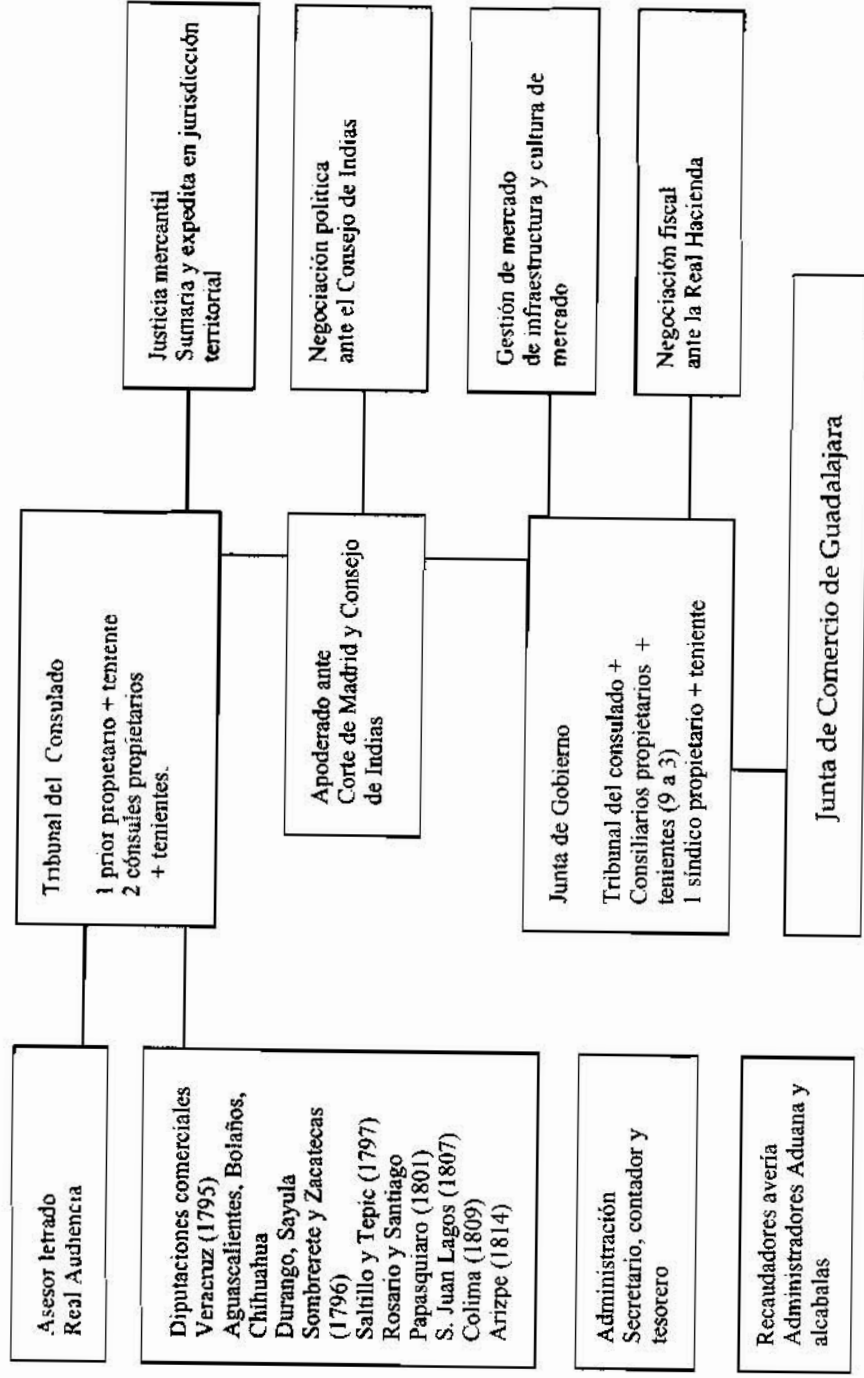 Asesor letrado
Real Audiencia
Diputaciones comerciales
Veracruz (1795)
Aguascalientes, Bolaños,
Chihuahua
Durango, Sayula
Sombrerete y Zacatecas
(1796)
Saltillo y Tepic (1797)
Rosario y Santiago
Papasquiaro (1801)
S. Juan Lagos (1807)
Colima (1809)
Arizpe (1814)
Administración
Secretario, contador y
tesorero
Recaudadores avería
Administradores Aduana y
alcabalas
Tribunal del Consulado
1 prior propietario + teniente
2 cónsules propietarios
+ tenientes.
Apoderado ante
Corte de Madrid y Consejo
de Indias
Junta de Gobierno
Tribunal del consulado +
Consiliarios propietarios +
tenientes (9 a 3)
1 síndico propietario + teniente
Junta de Comercio de Guadalajara
Justicia mercantil
Sumaria y expedita en jurisdicción
territorial
Negociación política
ante el Consejo de Indias
Gestión de mercado
de infraestructura y cultura de
mercado
Negociación fiscal
ante la Real Hacienda